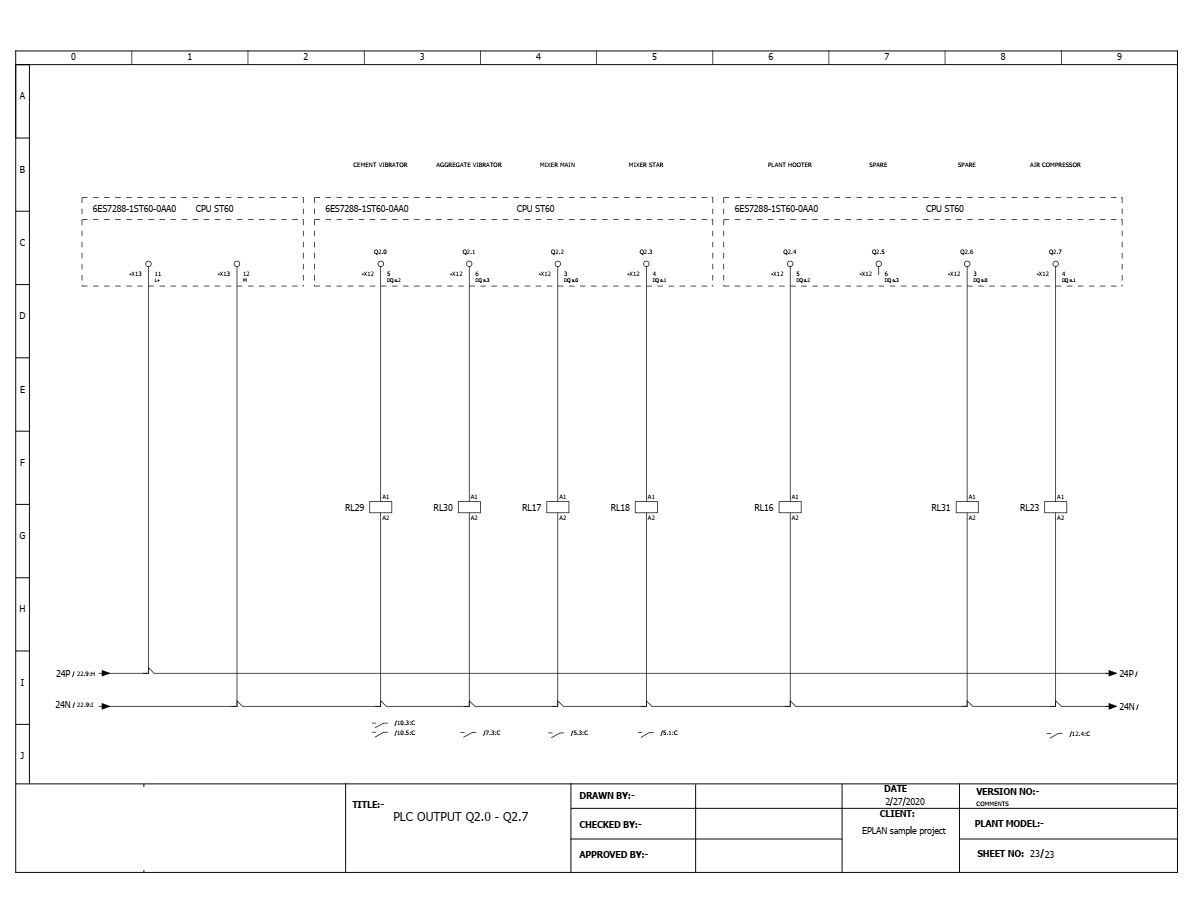 0 1 2 3 4 5 6 7 8 9
A
B
C
D
E
F
G
H
I
J
CEMENT VIBRATOR AGGREGATE VIBRATOR MIXER MAIN MIXER STAR PLANT HOOTER SPARE SPARE AIR COMPRESSOR
6ES7288-1ST60-0AA0 CPU ST60 6ES7288-1ST60-0AA0 CPU ST60 6ES7288-1ST60-0AA0 CPU ST60
Q2.0 Q2.1 Q2.2 Q2.3 Q2.4 Q2.5 Q2.6 Q2.7
-X13 11 -X13 12 -X12 5 -X12 6 -X12 3 -X12 4 -X12 5 -X12 6 -X12 3 -X12 4
L+ M DQa.2 DQa.3 DQa.0 DQa.1 DQa.2 DQa.3 DQa.0 DQa.1
A1 A1 A1 A1 A1 A1 A1
RL29 RL30 RL17 RL18 RL16 RL31 RL23
A2 A2 A2 A2 A2 A2 A2
24P / 22.9:H 24P /
24N / 22.9:I 24N /
/10.3:C
/10.5:C /7.3:C /5.3:C /5.1:C /12.4:C
TITLE:-
PLC OUTPUT Q2.0 - Q2.7
DRAWN BY:-
CHECKED BY:-
APPROVED BY:-
DATE
2/27/2020
CLIENT:
EPLAN sample project
VERSION NO:-
COMMENTS
PLANT MODEL:-
SHEET NO: 23/23